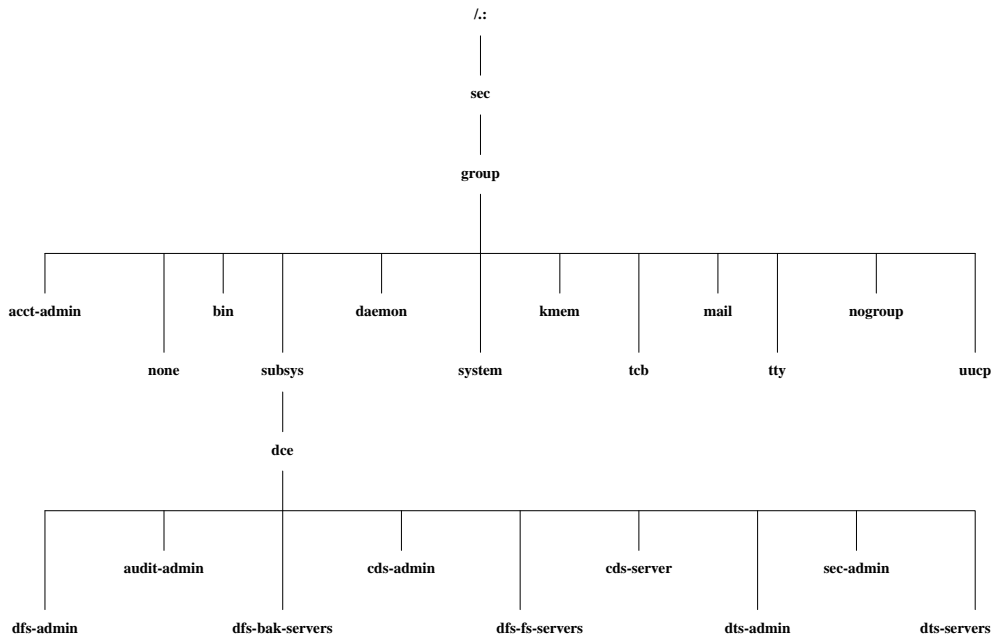 /.:
sec
group
acct-admin bin daemon kmem mail nogroup
none subsys system tcb tty uucp
dce
audit-admin cds-admin cds-server sec-admin
dfs-admin dfs-bak-servers dfs-fs-servers dts-admin dts-servers